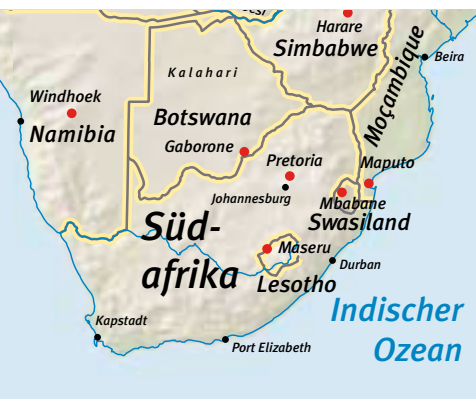 Harare
Simbabwe
Kalahari
Moçambique
Beira
Windhoek
Namibia
Botswana
Gaborone
Pretoria
Maputo
Johannesburg
Mbabane
Swasiland
Süd-
afrika
Maseru
Lesotho
Durban
Indischer
Ozean
Kapstadt
Port Elizabeth